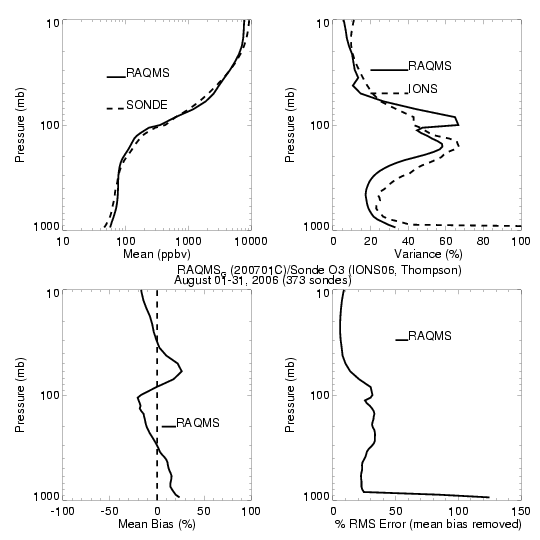 10
100
1000
Pressure (mb)
RAQMS
SONDE
10 100 1000 10000
Mean (ppbv)
10
100
1000
Pressure (mb)
RAQMS
IONS
0 20 40 60 80 100
Variance (%)
RAQMS (200701C)/Sonde O3 (IONS06, Thompson)
August 01-31, 2006 (373 sondes)
10
100
1000
Pressure (mb)
RAQMS
-100 -50 0 50 100
Mean Bias (%)
10
100
1000
Pressure (mb)
RAQMS
0 50 100 150
% RMS Error (mean bias removed)